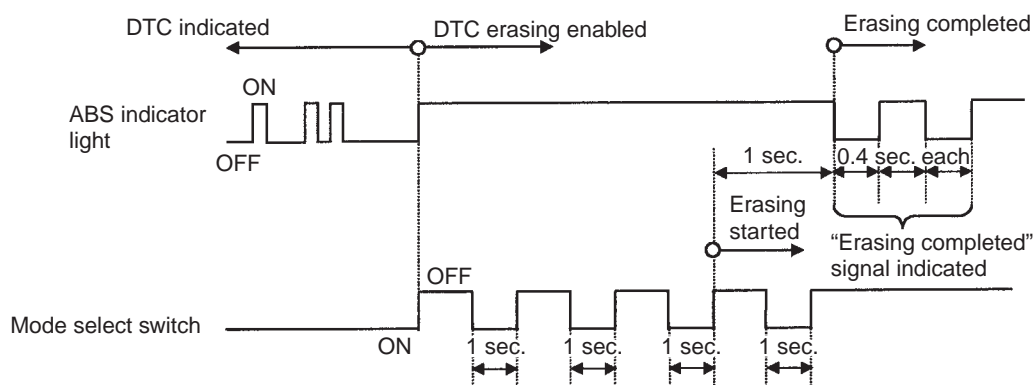 DTC indicated
DTC erasing enabled
Erasing completed
ON
ABS indicator
light
OFF
1 sec.
0.4 sec. each
Erasing
started
"Erasing completed"
signal indicated
OFF
Mode select switch
ON
1 sec.
1 sec.
1 sec.
1 sec.